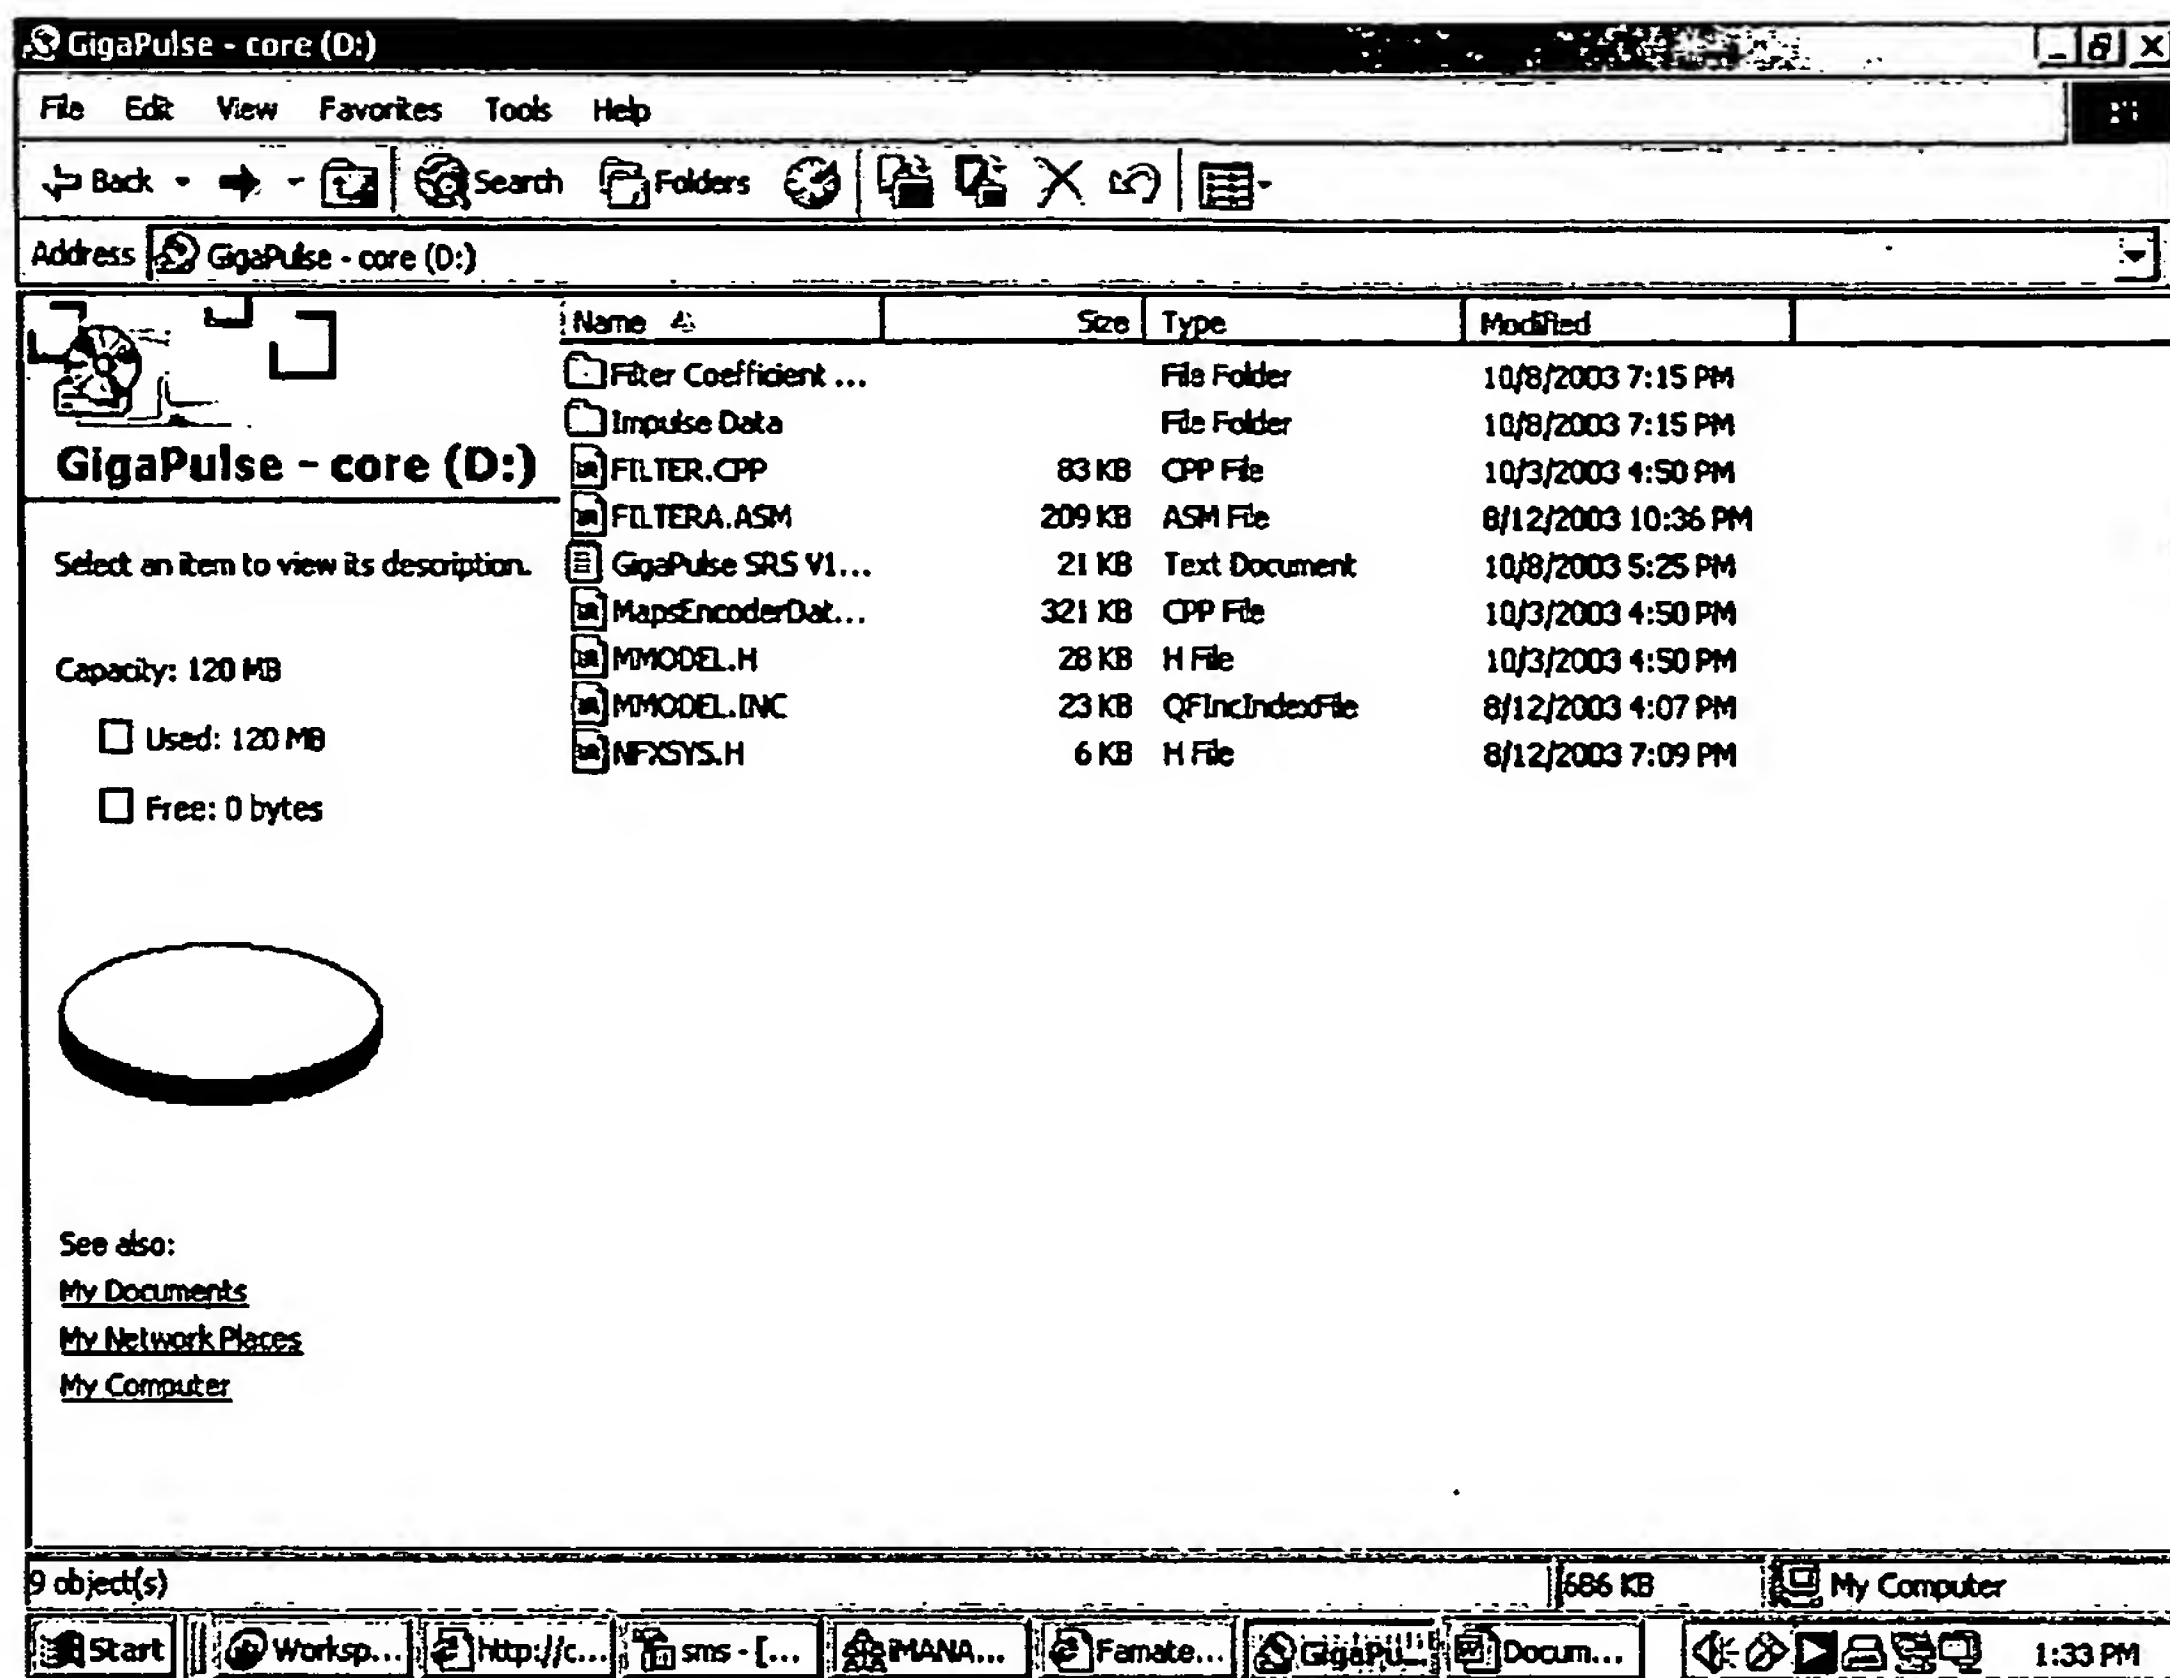 GigaPulse - core (D:)
File Edit View Favorites Tools Help
Back Search Folders
Address GigaPulse - core (D:)
Name Size Type Modified
Filter Coefficient ... File Folder 10/8/2003 7:15 PM
Impulse Data File Folder 10/8/2003 7:15 PM
GigaPulse - core (D:)
FILTER.CPP 83 KB CPP File 10/3/2003 4:50 PM
FILTERA.ASM 209 KB ASM File 8/12/2003 10:36 PM
Select an item to view its description.
GigaPulse SRS V1... 21 KB Text Document 10/8/2003 5:25 PM
MapsEncoderDat... 321 KB CPP File 10/3/2003 4:50 PM
Capacity: 120 MB
MMODEL.H 28 KB H File 10/3/2003 4:50 PM
MMODEL.INC 23 KB QFIncIndexFile 8/12/2003 4:07 PM
Used: 120 MB
NFXSYS.H 6 KB H File 8/12/2003 7:09 PM
Free: 0 bytes
See also:
My Documents
My Network Places
My Computer
9 object(s) 686 KB My Computer
Start Worksp... http://c... sms - [... iMANA... Famate... GigaPu... Docum... 1:33 PM